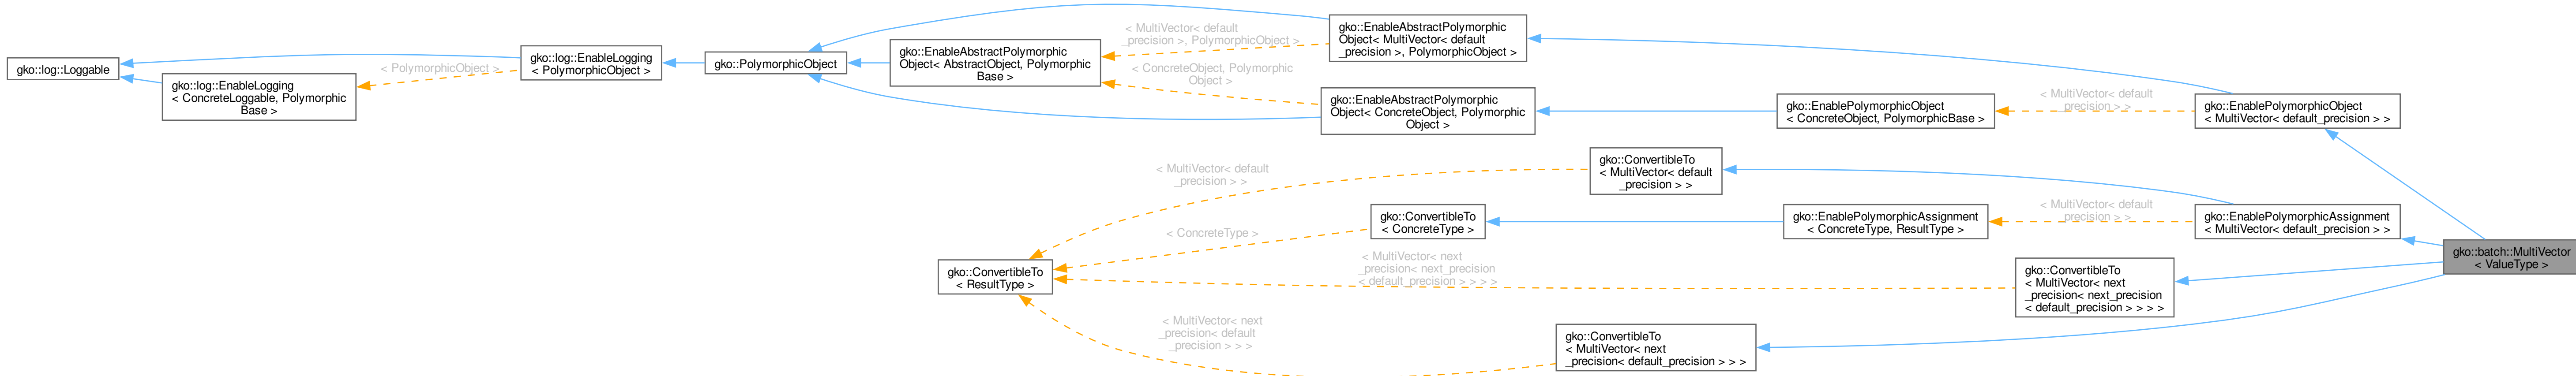 gko::log::Loggable
gko::log::EnableLogging
< ConcreteLoggable, Polymorphic
Base >
< PolymorphicObject >
gko::log::EnableLogging
< PolymorphicObject >
gko::PolymorphicObject
gko::EnableAbstractPolymorphic
Object< AbstractObject, Polymorphic
Base >
< MultiVector< default
_precision >, PolymorphicObject >
< ConcreteObject, Polymorphic
Object >
gko::EnableAbstractPolymorphic
Object< MultiVector< default
_precision >, PolymorphicObject >
gko::EnableAbstractPolymorphic
Object< ConcreteObject, Polymorphic
Object >
gko::EnablePolymorphicObject
< ConcreteObject, PolymorphicBase >
< MultiVector< default
_precision > >
gko::EnablePolymorphicObject
< MultiVector< default_precision > >
< MultiVector< default
_precision > >
gko::ConvertibleTo
< MultiVector< default
_precision > >
gko::ConvertibleTo
< ResultType >
< ConcreteType >
gko::ConvertibleTo
< ConcreteType >
gko::EnablePolymorphicAssignment
< ConcreteType, ResultType >
< MultiVector< default
_precision > >
gko::EnablePolymorphicAssignment
< MultiVector< default_precision > >
< MultiVector< next
_precision< next_precision
< default_precision > > > >
gko::ConvertibleTo
< MultiVector< next
_precision< next_precision
< default_precision > > > >
< MultiVector< next
_precision< default
_precision > > >
gko::ConvertibleTo
< MultiVector< next
_precision< default_precision > > >
gko::batch::MultiVector
< ValueType >